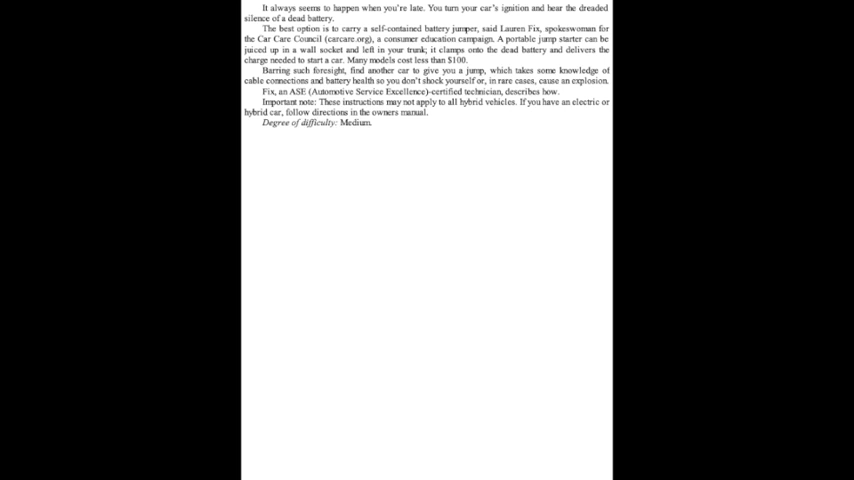 It always seems to happen when you're late. You turn your car's ignition and hear the dreaded
silence of a dead battery.
The best option is to carry a self-contained battery jumper, said Lauren Fix, spokeswoman for
the Car Care Council (carcare.org), a consumer education campaign. A portable jump starter can be
juiced up in a wall socket and left in your trunk; it clamps onto the dead battery and delivers the
charge needed to start a car. Many models cost less than $100.
Barring such foresight, find another car to give you a jump, which takes some knowledge of
cable connections and battery health so you don't shock yourself or, in rare cases, cause an explosion.
Fix, an ASE (Automotive Service Excellence)-certified technician, describes how.
Important note: These instructions may not apply to all hybrid vehicles. If you have an electric or
hybrid car, follow directions in the owners manual.
Degree of difficulty: Medium.